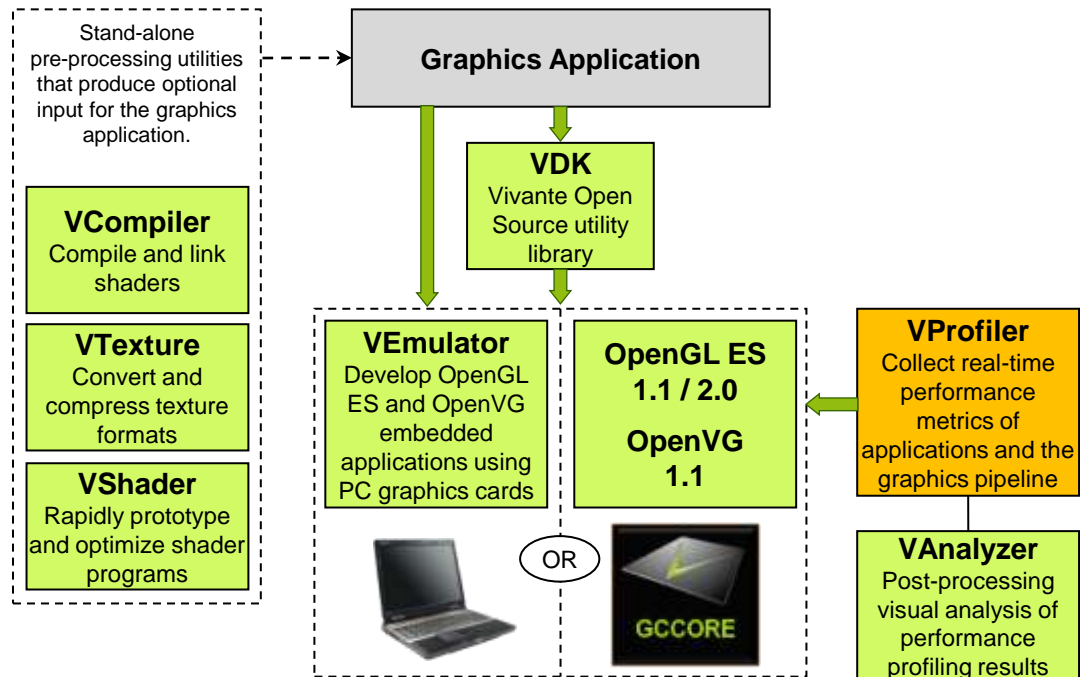 Stand-alone
pre-processing utilities
that produce optional
input for the graphics
application.
Graphics Application
VDK
Vivante Open
Source utility
library
VCompiler
Compile and link
shaders
VTexture
Convert and
compress texture
formats
VShader
Rapidly prototype
and optimize shader
programs
VEmulator
Develop OpenGL
ES and OpenVG
embedded
applications using
PC graphics cards
OpenGL ES
1.1 / 2.0
OpenVG
1.1
OR
GCCORE
VProfiler
Collect real-time
performance
metrics of
applications and the
graphics pipeline
VAnalyzer
Post-processing
visual analysis of
performance
profiling results